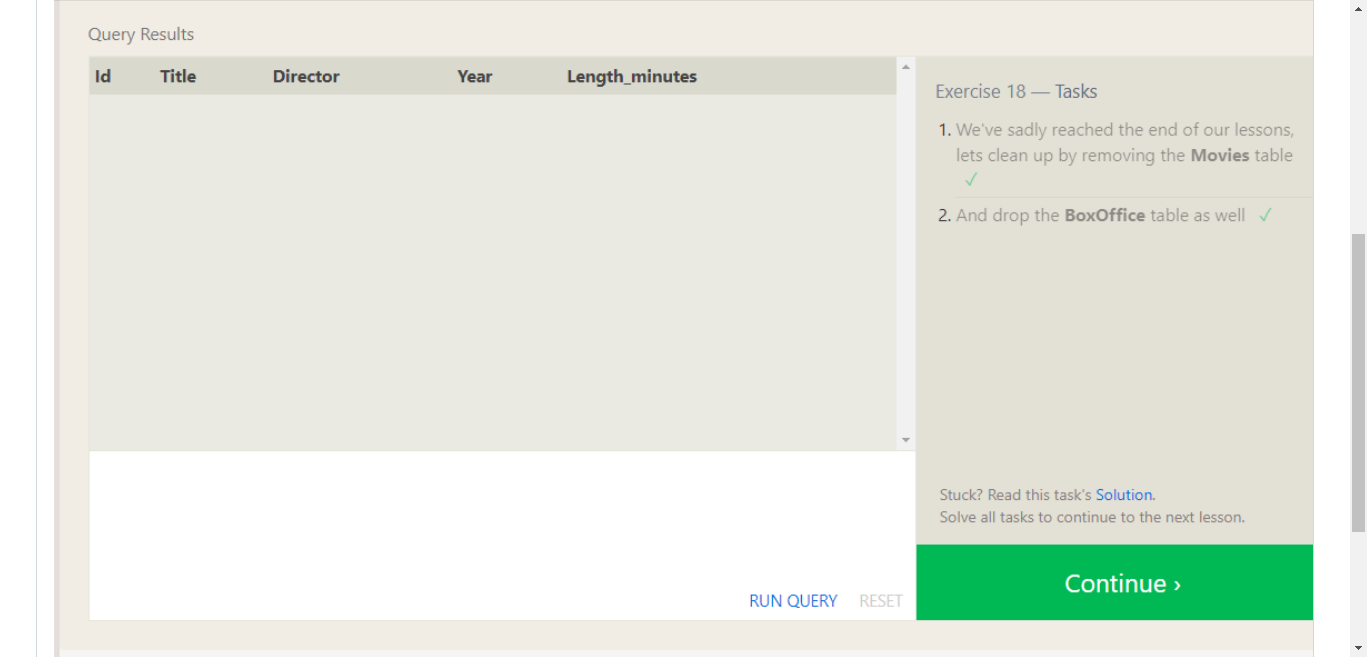 Query Results
Id Title Director Year Length_minutes
Exercise 18 — Tasks
1. We've sadly reached the end of our lessons,
lets clean up by removing the Movies table
✓
2. And drop the BoxOffice table as well ✓
Stuck? Read this task's Solution.
Solve all tasks to continue to the next lesson.
RUN QUERY RESET
Continue ›